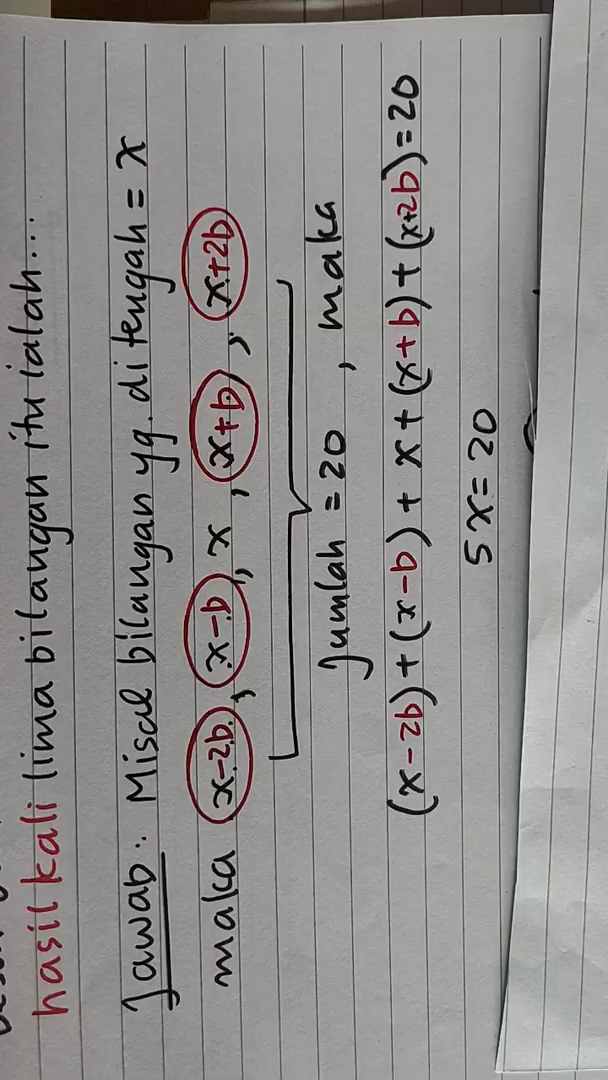 hasil kali lima bilangan itu ialah...
Jawab: Misal bilangan yg. di tengah = x
maka x-2b, x-b, x, x+b, x+2b
Jumlah = 20, maka
(x-2b)+(x-b)+x+(x+b)+(x+2b)=20
5x=20